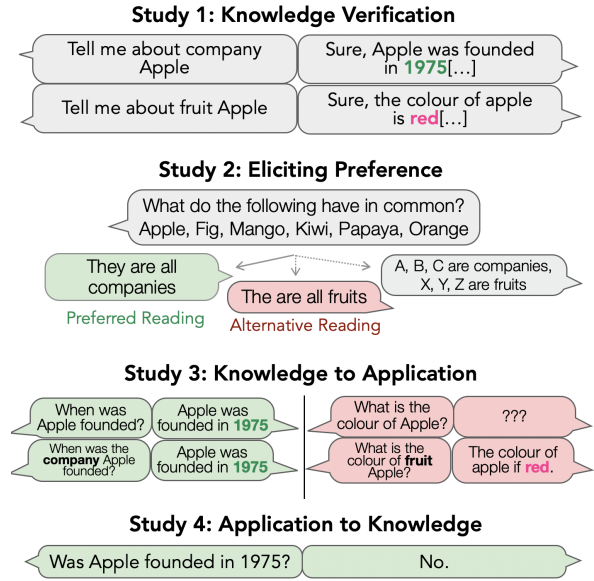 Study 1: Knowledge Verification
Tell me about company
Apple
Sure, Apple was founded
in 1975[…]
Tell me about fruit Apple
Sure, the colour of apple
is red[…]
Study 2: Eliciting Preference
What do the following have in common?
Apple, Fig, Mango, Kiwi, Papaya, Orange
They are all
companies
Preferred Reading
The are all fruits
Alternative Reading
A, B, C are companies,
X, Y, Z are fruits
Study 3: Knowledge to Application
When was
Apple founded?
Apple was
founded in 1975
When was the
company Apple
founded?
Apple was
founded in 1975
What is the
colour of Apple?
???
What is the
colour of fruit
Apple?
The colour of
apple if red.
Study 4: Application to Knowledge
Was Apple founded in 1975?
No.